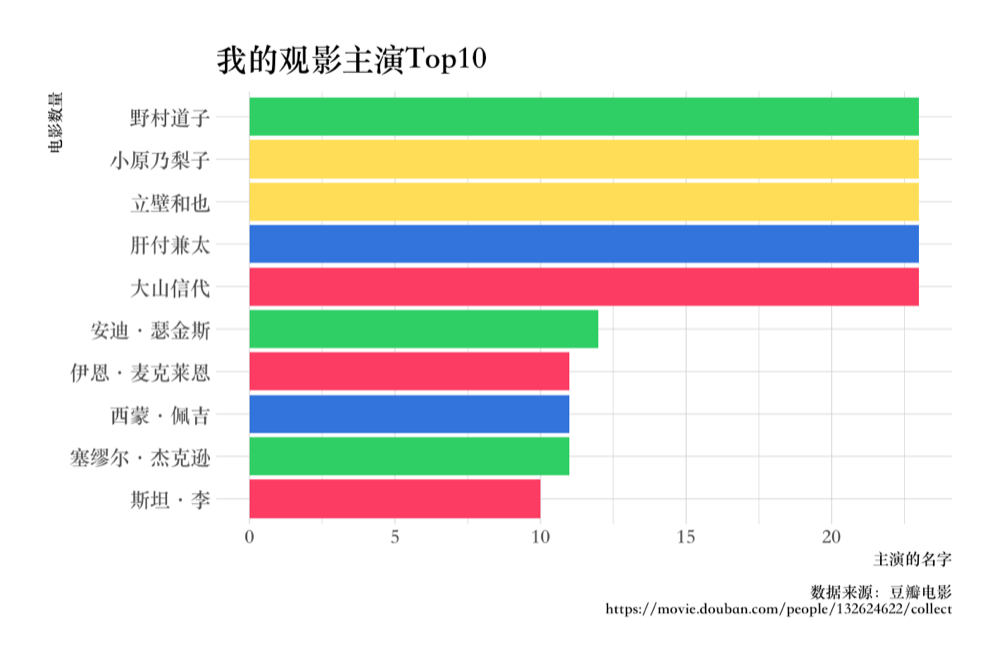 我的观影主演Top10
电影数量
野村道子
小原乃梨子
立壁和也
肝付兼太
大山信代
安迪·瑟金斯
伊恩·麦克莱恩
西蒙·佩吉
塞缪尔·杰克逊
斯坦·李
0 5 10 15 20
主演的名字
数据来源：豆瓣电影
https://movie.douban.com/people/132624622/collect